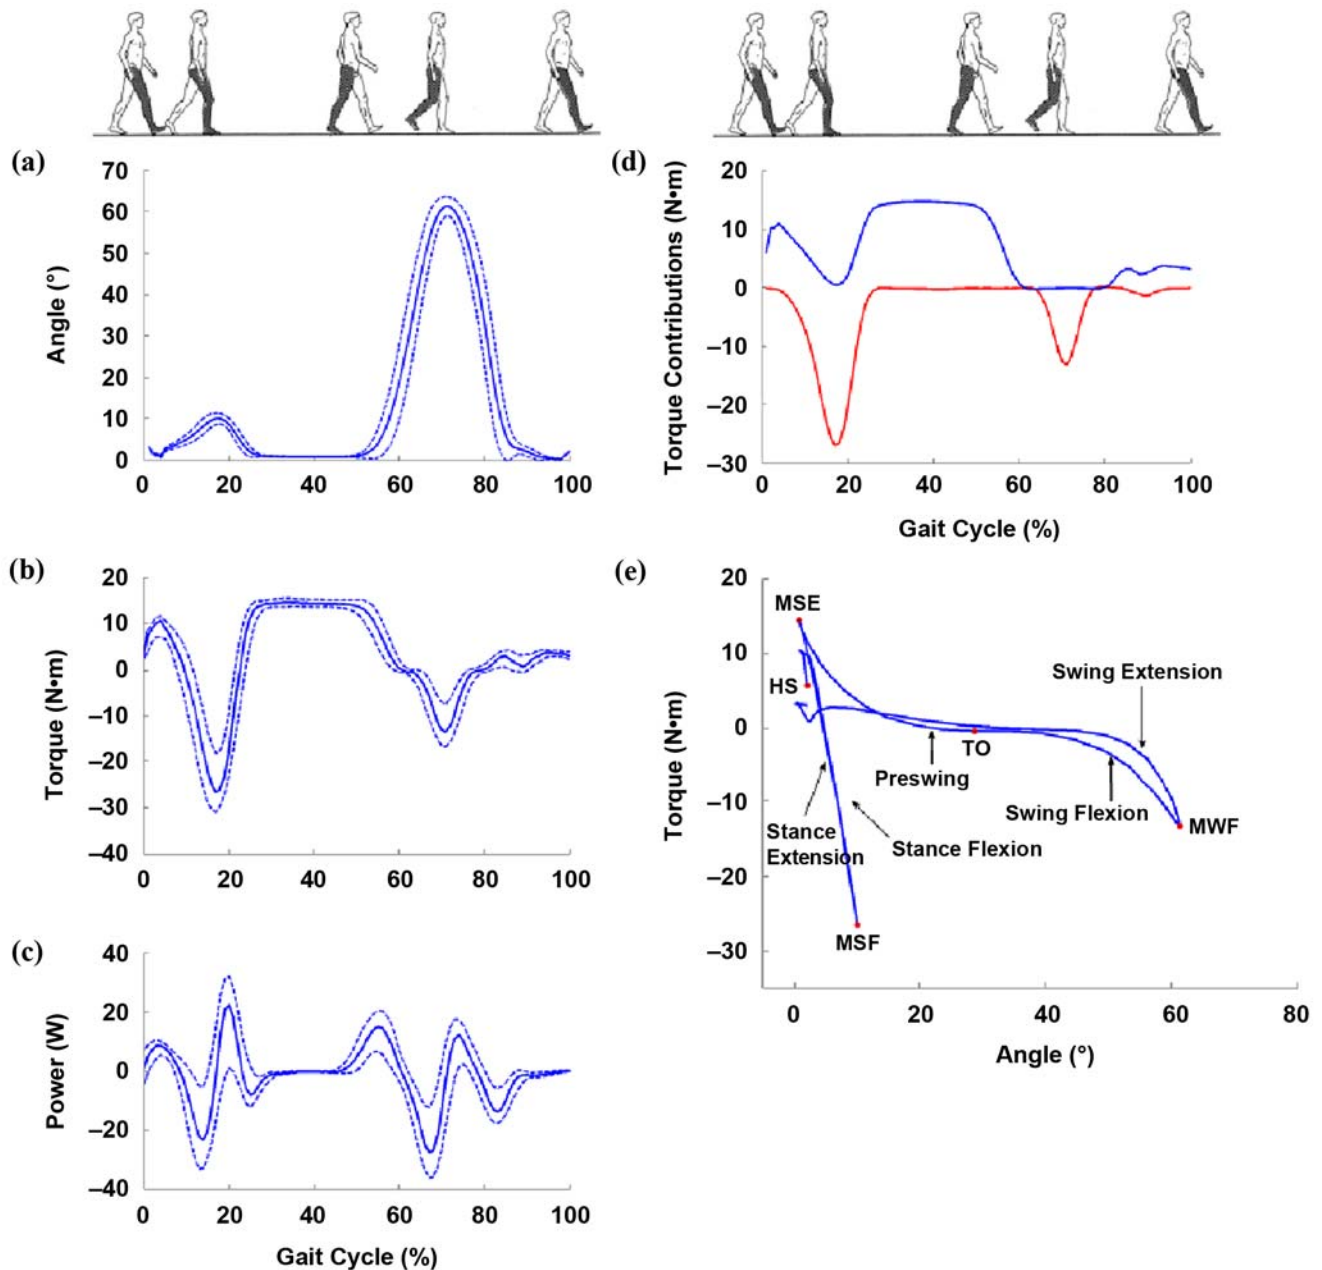 (a)
70
60
50
40
30
20
10
0
Angle (°)
0 20 40 60 80 100
(b)
20
10
0
–10
–20
–30
–40
Torque (N•m)
0 20 40 60 80 100
(c)
40
20
0
–20
–40
Power (W)
0 20 40 60 80 100
Gait Cycle (%)
(d)
20
10
0
–10
–20
–30
Torque Contributions (N•m)
0 20 40 60 80 100
Gait Cycle (%)
(e)
20
10
0
–10
–20
–30
Torque (N•m)
MSE
HS
Swing Extension
TO
Preswing
Swing Flexion
MWF
Stance
Extension
Stance Flexion
MSF
0 20 40 60 80
Angle (°)